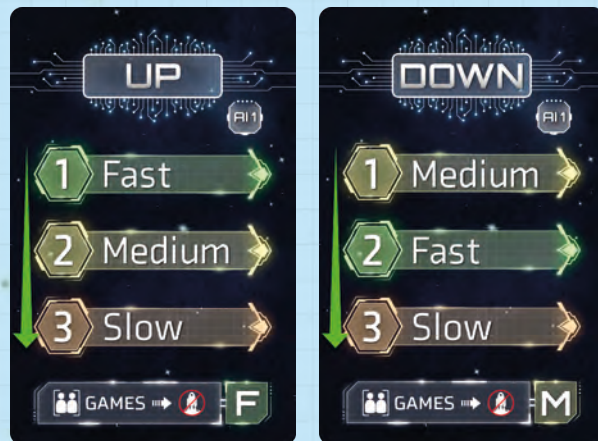 UP
AI1
1 Fast
2 Medium
3 Slow
GAMES = F
DOWN
AI1
1 Medium
2 Fast
3 Slow
GAMES = M